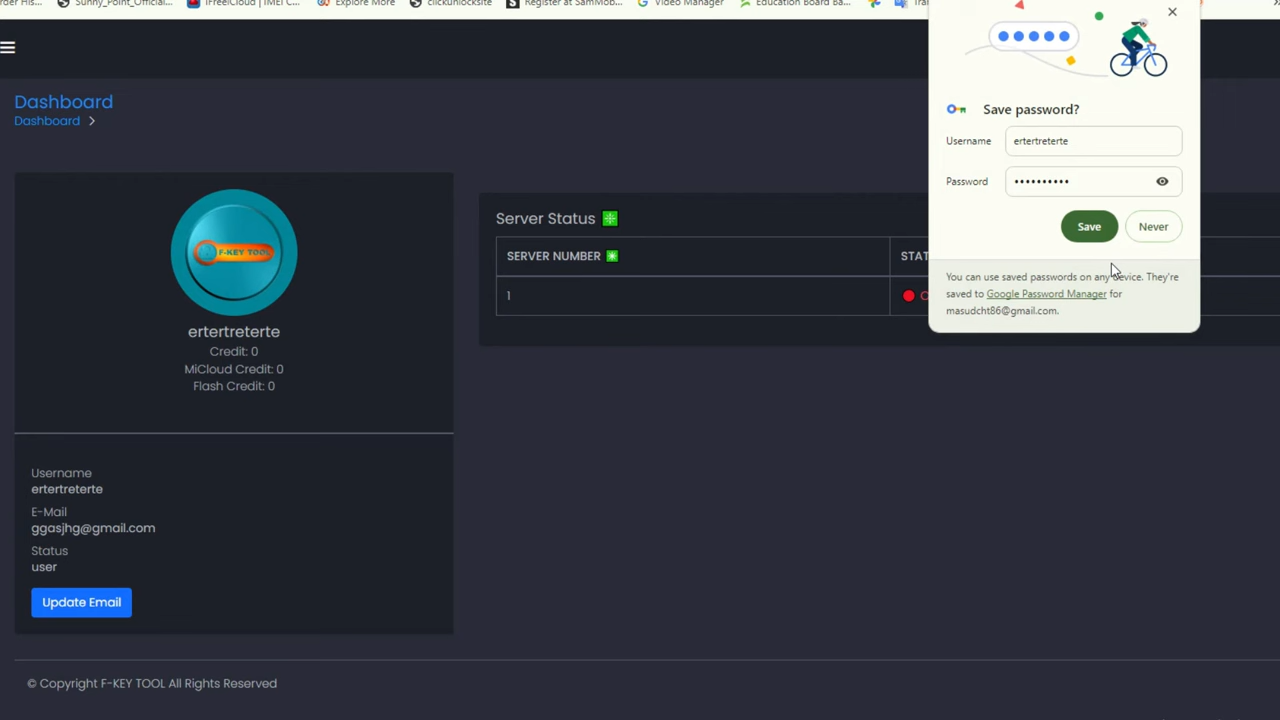 Sunny_Point_Official...
iFreeiCloud | IMEI C...
Explore More
clickunlocksite
Register at SamMob...
Video Manager
Education Board Ba...
Dashboard
Dashboard
F-KEY TOOL
ertertreterte
Credit: 0
MiCloud Credit: 0
Flash Credit: 0
Username
ertertreterte
E-Mail
ggasjhg@gmail.com
Status
user
Update Email
Server Status
SERVER NUMBER
STAT
1
Save password?
Username
ertertreterte
Password
••••••••••
Save
Never
You can use saved passwords on any device. They're
saved to Google Password Manager for
masudcht86@gmail.com.
© Copyright F-KEY TOOL All Rights Reserved